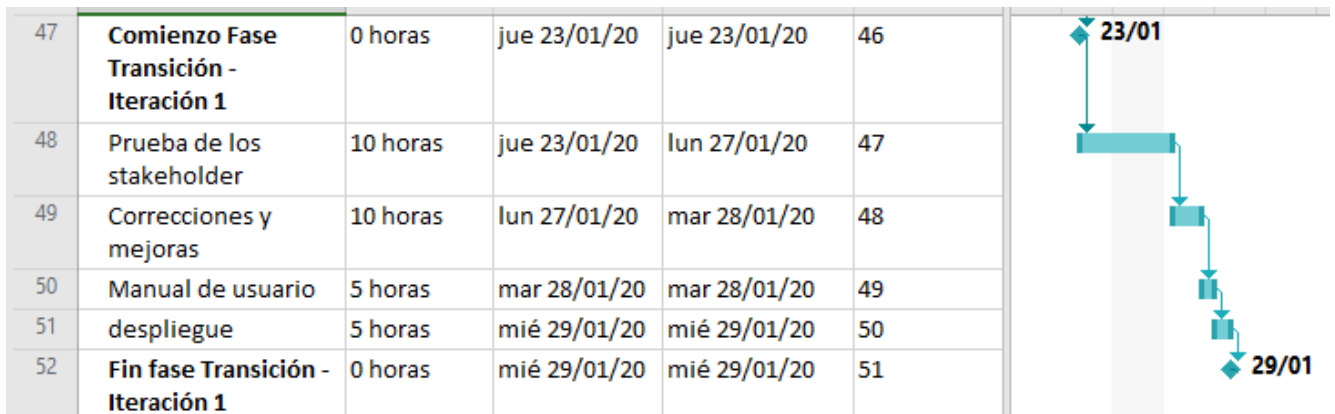 47 Comienzo Fase 0 horas jue 23/01/20 jue 23/01/20 46 23/01
Transición -
Iteración 1
48 Prueba de los 10 horas jue 23/01/20 lun 27/01/20 47
stakeholder
49 Correcciones y 10 horas lun 27/01/20 mar 28/01/20 48
mejoras
50 Manual de usuario 5 horas mar 28/01/20 mar 28/01/20 49
51 despliegue 5 horas mié 29/01/20 mié 29/01/20 50
52 Fin fase Transición - 0 horas mié 29/01/20 mié 29/01/20 51 29/01
Iteración 1